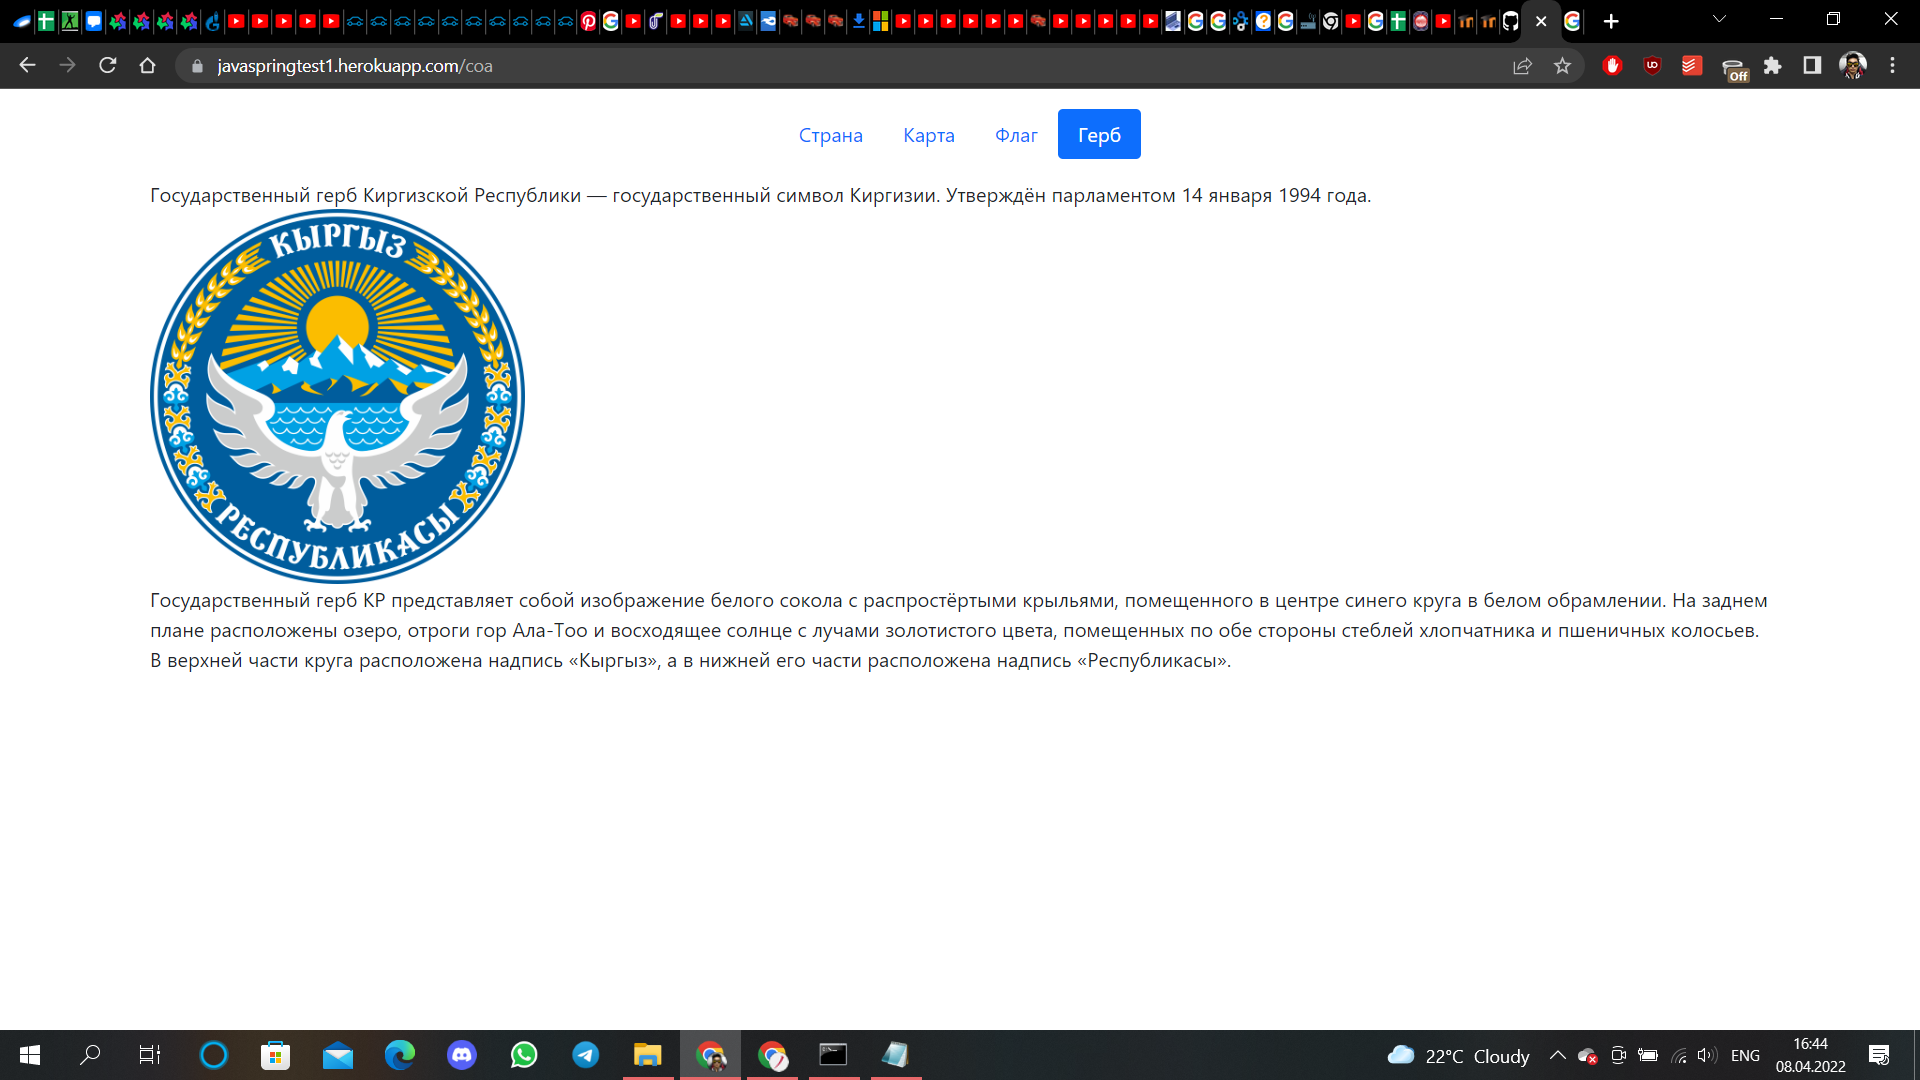 javaspringtest1.herokuapp.com/coa
Off
Страна Карта Флаг Герб
Государственный герб Киргизской Республики — государственный символ Киргизии. Утверждён парламентом 14 января 1994 года.
КЫРГЫЗ
РЕСПУБЛИКАСЫ
Государственный герб КР представляет собой изображение белого сокола с распростёртыми крыльями, помещенного в центре синего круга в белом обрамлении. На заднем
плане расположены озеро, отроги гор Ала-Тоо и восходящее солнце с лучами золотистого цвета, помещенных по обе стороны стеблей хлопчатника и пшеничных колосьев.
В верхней части круга расположена надпись «Кыргыз», а в нижней его части расположена надпись «Республикасы».
22°C Cloudy
ENG
16:44
08.04.2022